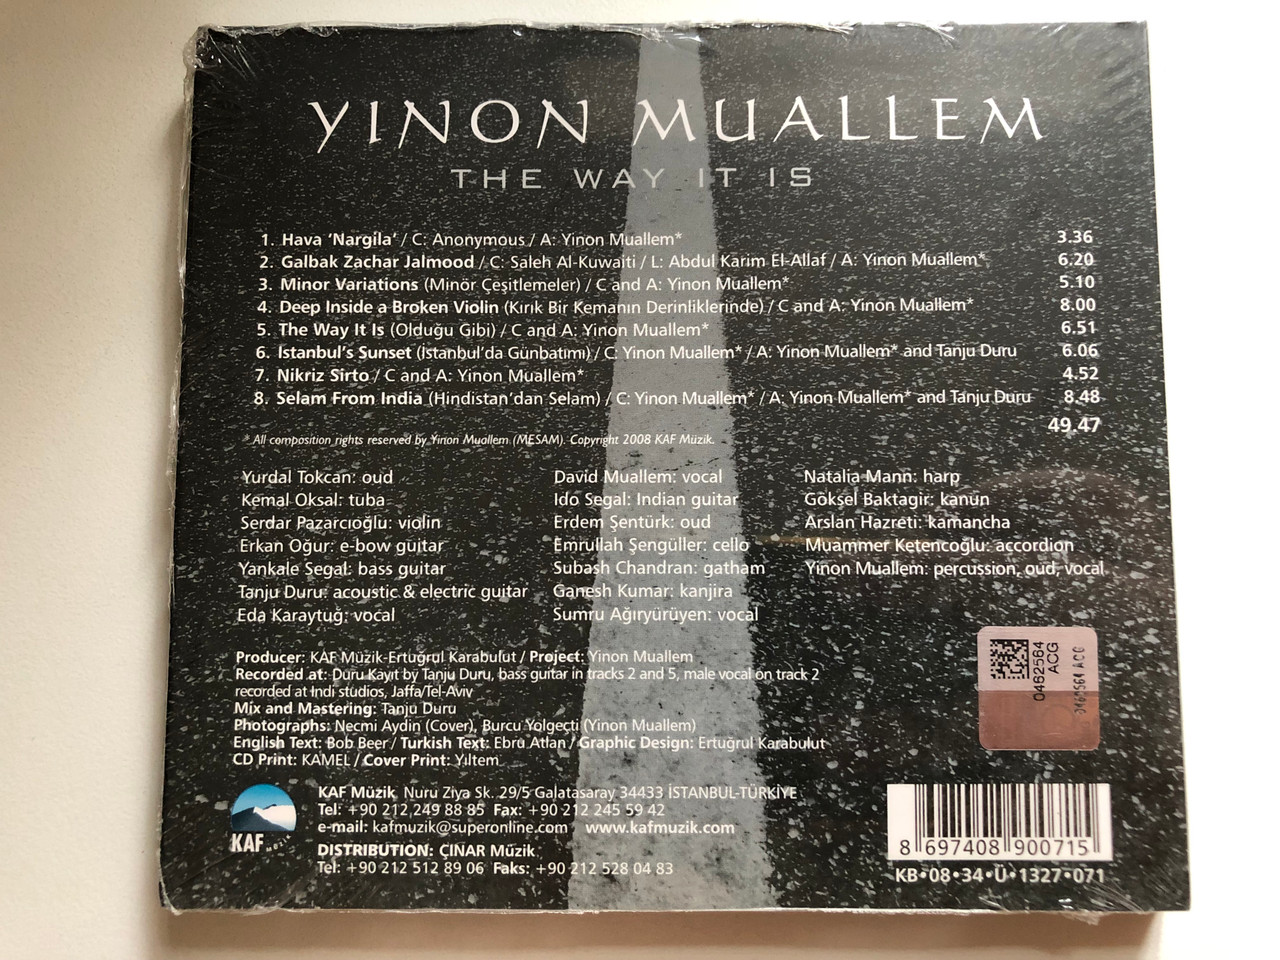 YINON MUALLEM
THE WAY IT IS
1. Hava 'Nargila' / C: Anonymous / A: Yinon Muallem* 3.36
2. Galbak Zachar Jalmood / C: Saleh Al-Kuwaiti / L: Abdul Karim El-Allaf / A: Yinon Muallem* 6.20
3. Minor Variations (Minör Çeşitlemeler) / C and A: Yinon Muallem* 5.10
4. Deep Inside a Broken Violin (Kırık Bir Kemanın Derinliklerinde) / C and A: Yinon Muallem* 8.00
5. The Way It Is (Olduğu Gibi) / C and A: Yinon Muallem* 6.51
6. Istanbul's Sunset (İstanbul'da Günbatımı) / C: Yinon Muallem* / A: Yinon Muallem* and Tanju Duru 6.06
7. Nikriz Sirto / C and A: Yinon Muallem* 4.52
8. Selam From India (Hindistan'dan Selam) / C: Yinon Muallem* / A: Yinon Muallem* and Tanju Duru 8.48
49.47
* All composition rights reserved by Yinon Muallem (MESAM). Copyright 2008 KAF Müzik.
Yurdal Tokcan: oud
Kemal Oksal: tuba
Serdar Pazarcıoğlu: violin
Erkan Oğur: e-bow guitar
Yankale Segal: bass guitar
Tanju Duru: acoustic & electric guitar
Eda Karaytuğ: vocal
David Muallem: vocal
Ido Segal: Indian guitar
Erdem Şentürk: oud
Emrullah Şengüller: cello
Subash Chandran: gatham
Ganesh Kumar: kanjira
Sumru Ağıryürüyen: vocal
Natalia Mann: harp
Göksel Baktagir: kanun
Arslan Hazreti: kamancha
Muammer Ketencoğlu: accordion
Yinon Muallem: percussion, oud, vocal
Producer: KAF Müzik-Ertuğrul Karabulut / Project: Yinon Muallem
Recorded at: Duru Kayıt by Tanju Duru, bass guitar in tracks 2 and 5, male vocal on track 2
recorded at Indi studios, Jaffa/Tel-Aviv
Mix and Mastering: Tanju Duru
Photographs: Necmi Aydın (Cover), Burcu Yolgeçti (Yinon Muallem)
English Text: Bob Beer / Turkish Text: Ebru Atlan / Graphic Design: Ertuğrul Karabulut
CD Print: KAMEL / Cover Print: Yıltem
0462564
ACG
0462564 ACG
KAF
KAF Müzik Nuru Ziya Sk. 29/5 Galatasaray 34433 İSTANBUL-TÜRKİYE
Tel: +90 212 249 88 85 Fax: +90 212 245 59 42
e-mail: kafmuzik@superonline.com www.kafmuzik.com
DISTRIBUTION: ÇINAR Müzik
Tel: +90 212 512 89 06 Faks: +90 212 528 04 83
8 697408 900715
KB•08•34•Ü•1327•071